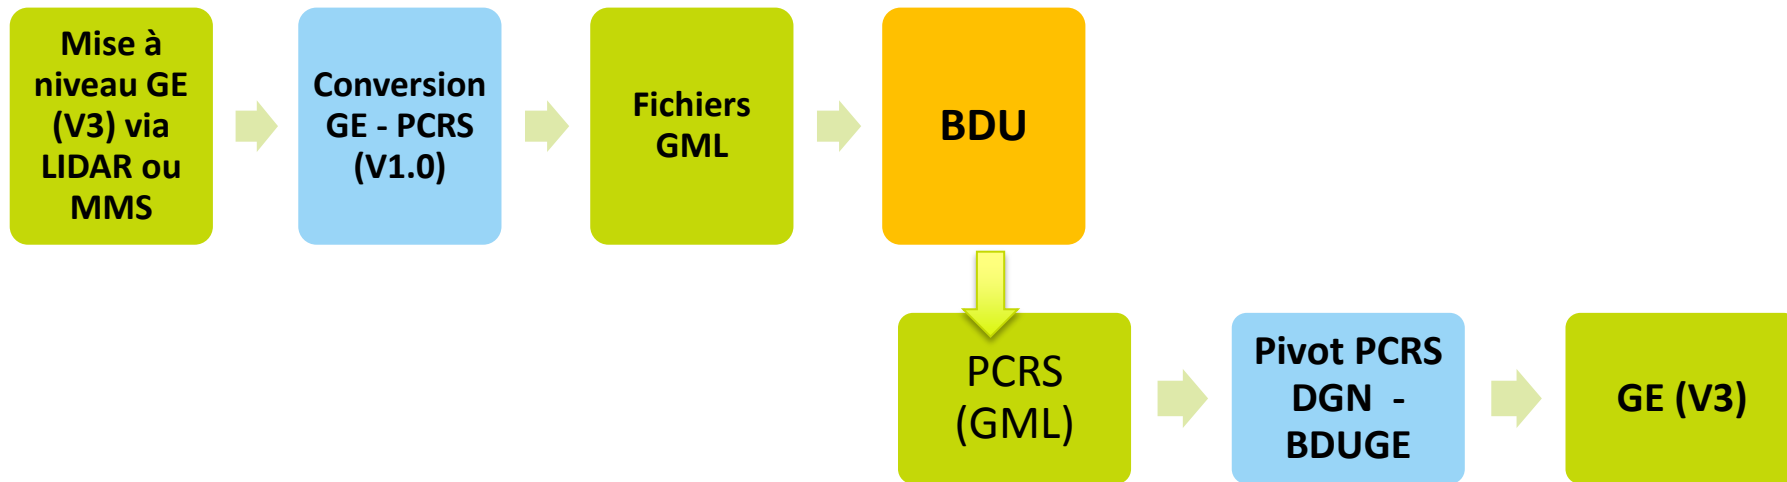 Mise à
niveau GE
(V3) via
LIDAR ou
MMS
Conversion
GE - PCRS
(V1.0)
Fichiers
GML
BDU
PCRS
(GML)
Pivot PCRS
DGN -
BDUGE
GE (V3)